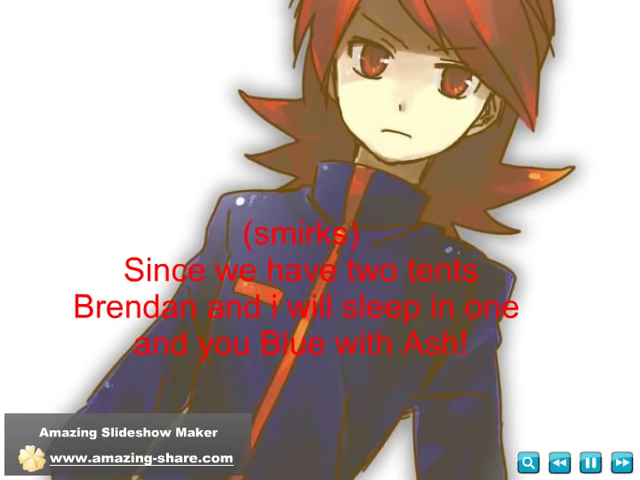 (smirks)
Since we have two tents
Brendan and i will sleep in one
and you Blue with Ash!
Amazing Slideshow Maker
www.amazing-share.com